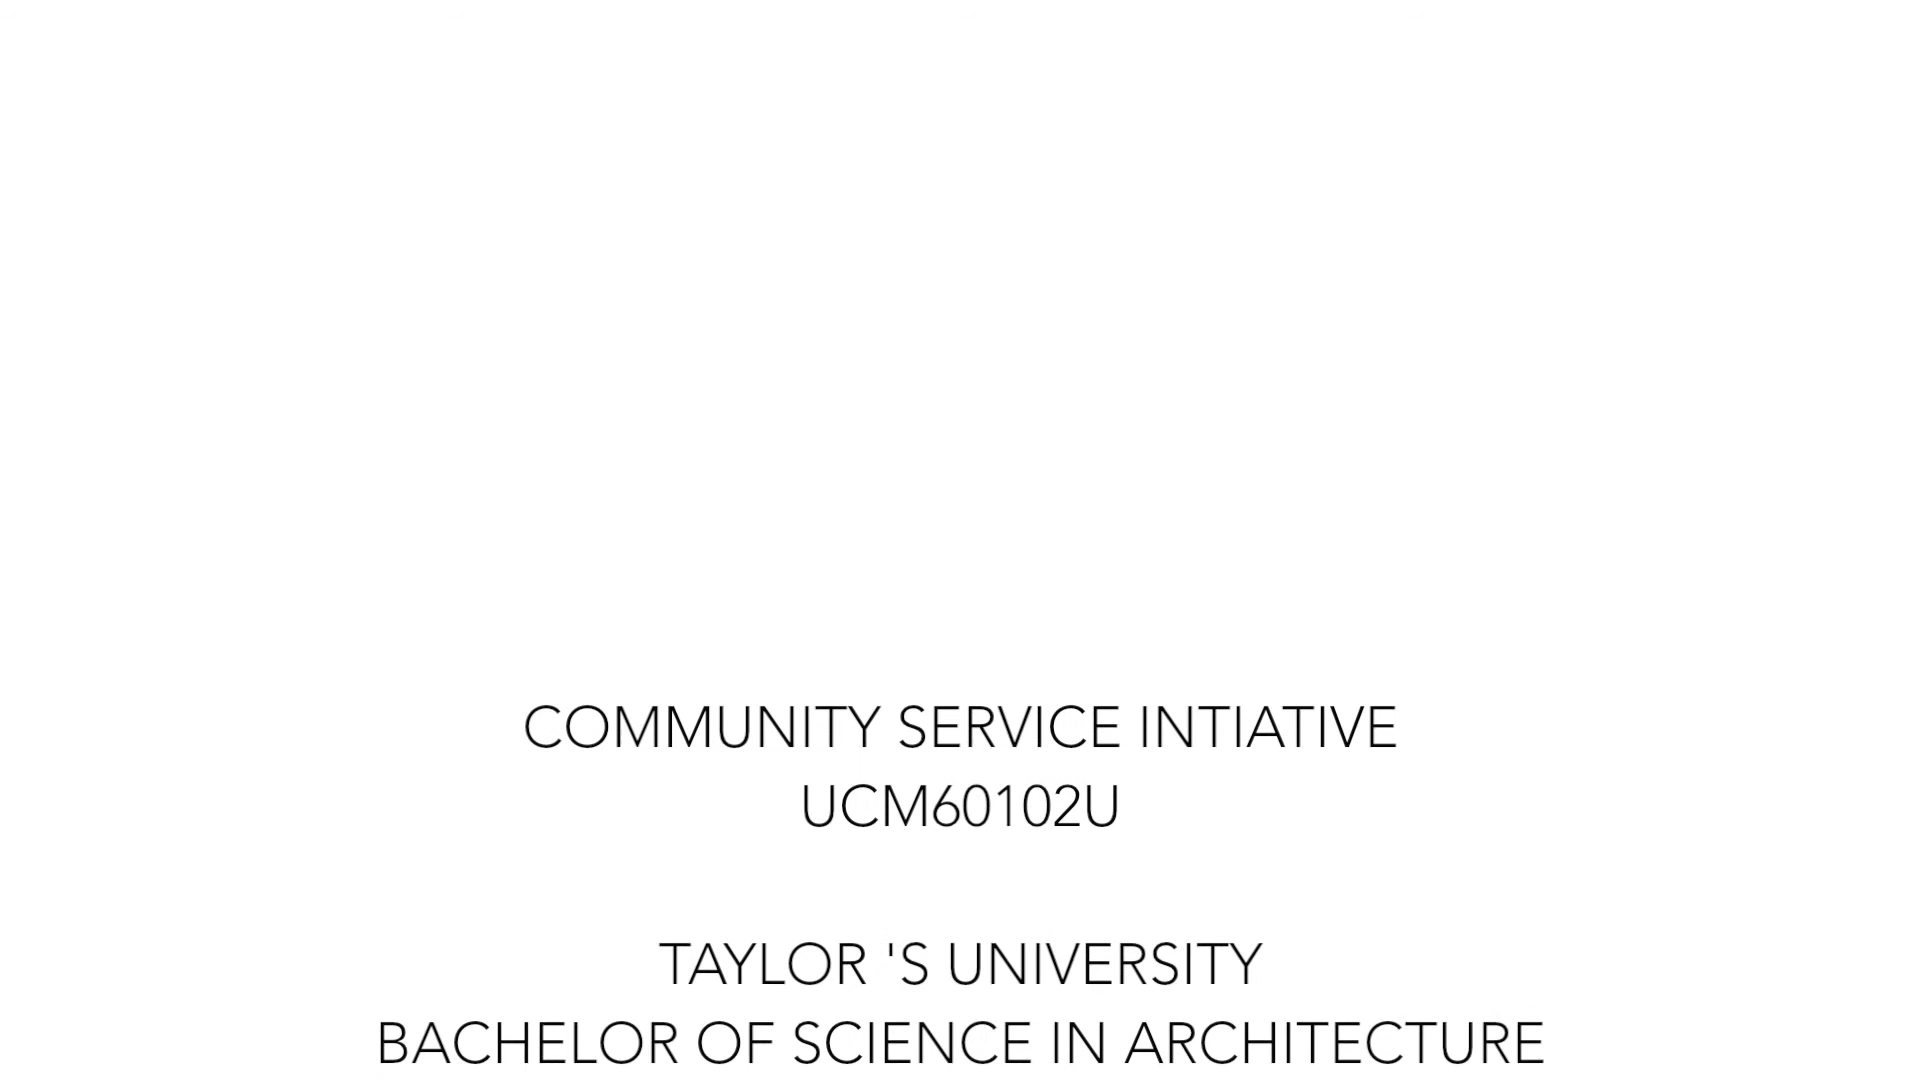 COMMUNITY SERVICE INTIATIVE
UCM60102U
TAYLOR 'S UNIVERSITY
BACHELOR OF SCIENCE IN ARCHITECTURE